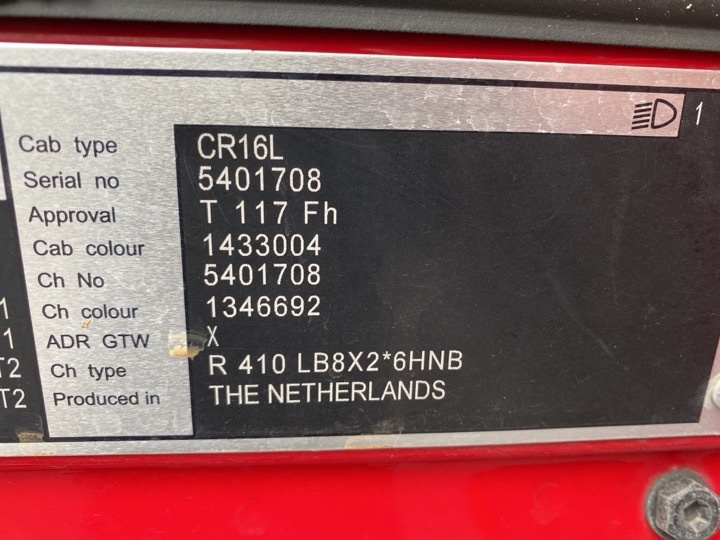 1
Cab type CR16L
Serial no 5401708
Approval T 117 Fh
Cab colour 1433004
Ch No 5401708
1 Ch colour 1346692
1 ADR GTW X
T2 Ch type R 410 LB8X2*6HNB
T2 Produced in THE NETHERLANDS